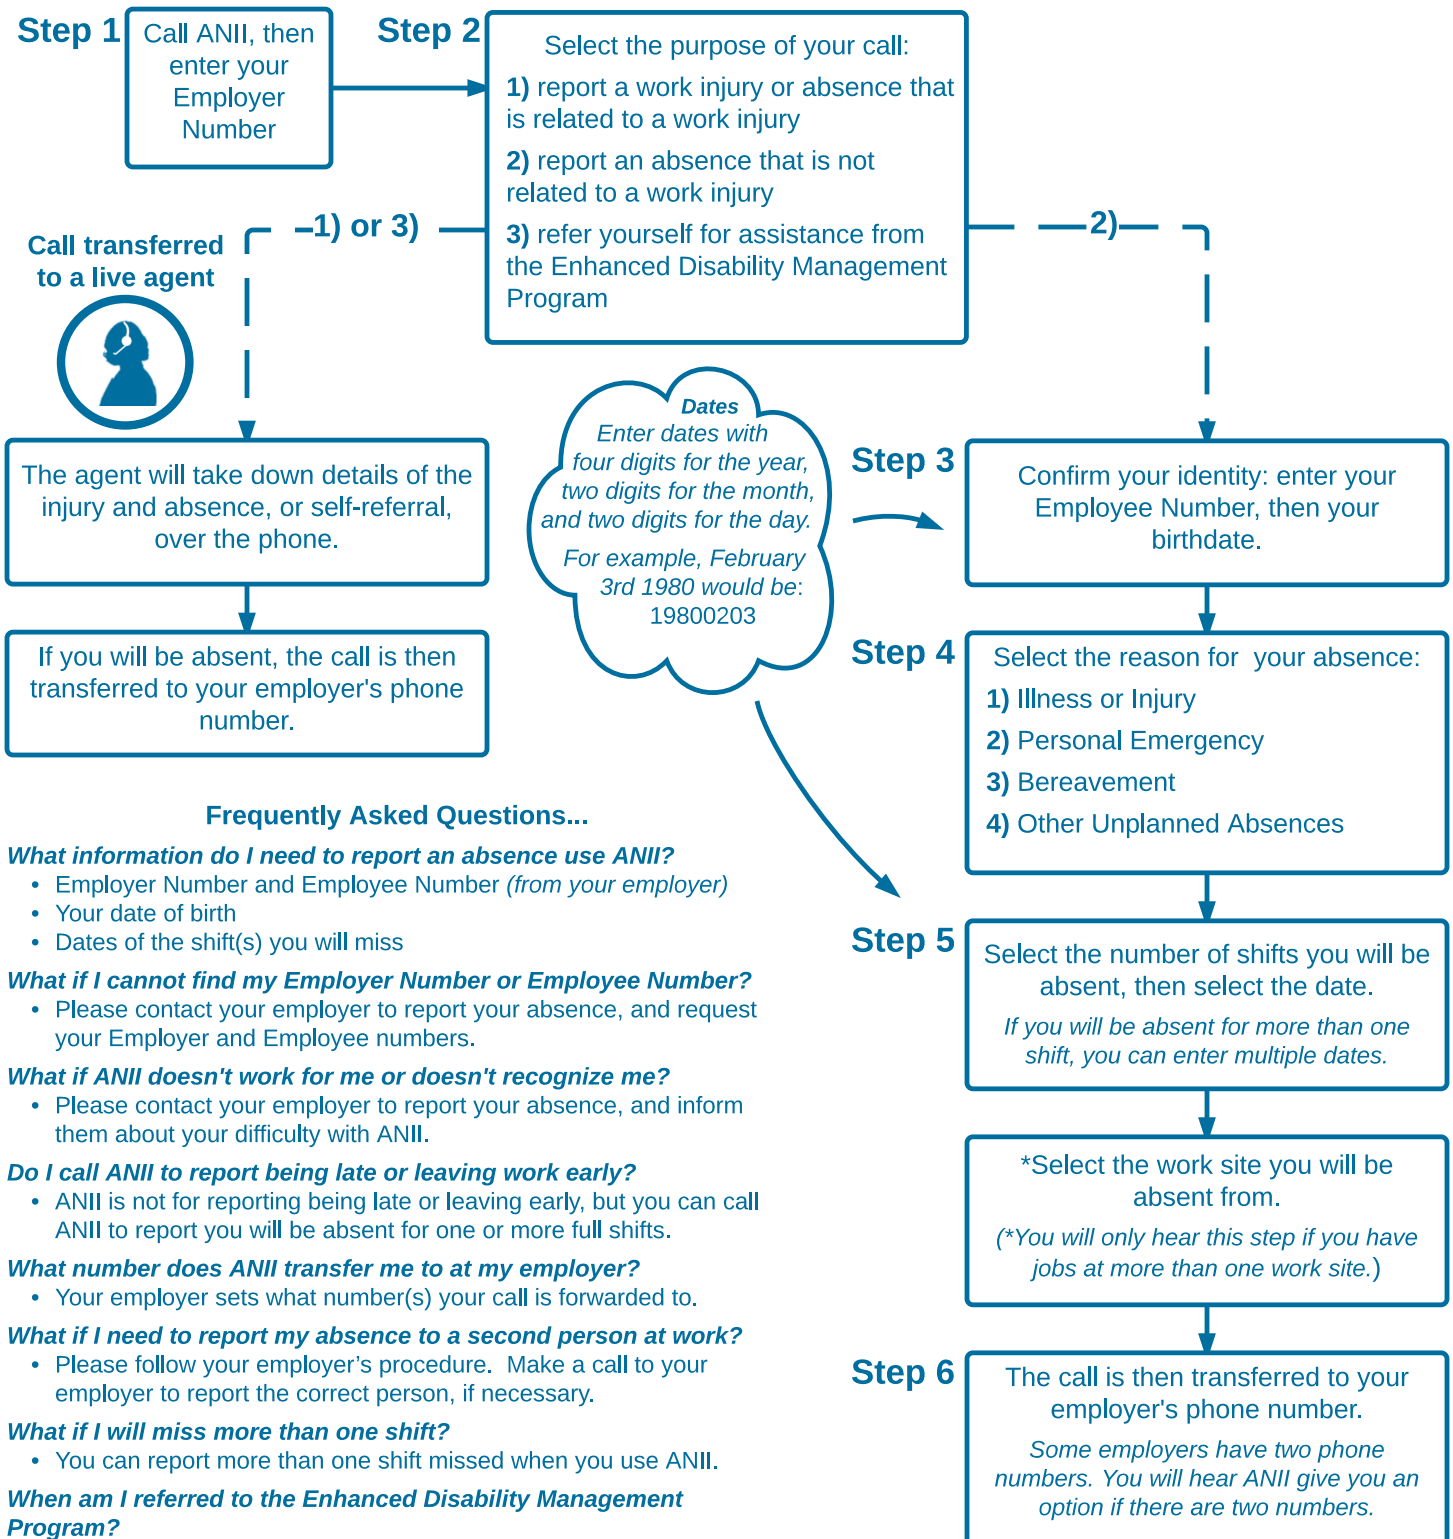 Step 1
Call ANII, then
enter your
Employer
Number
Step 2
Select the purpose of your call:
1) report a work injury or absence that
is related to a work injury
2) report an absence that is not
related to a work injury
3) refer yourself for assistance from
the Enhanced Disability Management
Program
1) or 3)
2)
Call transferred
to a live agent
The agent will take down details of the
injury and absence, or self-referral,
over the phone.
If you will be absent, the call is then
transferred to your employer's phone
number.
Dates
Enter dates with
four digits for the year,
two digits for the month,
and two digits for the day.
For example, February
3rd 1980 would be:
19800203
Step 3
Confirm your identity: enter your
Employee Number, then your
birthdate.
Step 4
Select the reason for  your absence:
1) Illness or Injury
2) Personal Emergency
3) Bereavement
4) Other Unplanned Absences
Step 5
Select the number of shifts you will be
absent, then select the date.
If you will be absent for more than one
shift, you can enter multiple dates.
*Select the work site you will be
absent from.
(*You will only hear this step if you have
jobs at more than one work site.)
Step 6
The call is then transferred to your
employer's phone number.
Some employers have two phone
numbers. You will hear ANII give you an
option if there are two numbers.
Frequently Asked Questions...
What information do I need to report an absence use ANII?
• Employer Number and Employee Number (from your employer)
• Your date of birth
• Dates of the shift(s) you will miss
What if I cannot find my Employer Number or Employee Number?
• Please contact your employer to report your absence, and request
your Employer and Employee numbers.
What if ANII doesn't work for me or doesn't recognize me?
• Please contact your employer to report your absence, and inform
them about your difficulty with ANII.
Do I call ANII to report being late or leaving work early?
• ANII is not for reporting being late or leaving early, but you can call
ANII to report you will be absent for one or more full shifts.
What number does ANII transfer me to at my employer?
• Your employer sets what number(s) your call is forwarded to.
What if I need to report my absence to a second person at work?
• Please follow your employer’s procedure.  Make a call to your
employer to report the correct person, if necessary.
What if I will miss more than one shift?
• You can report more than one shift missed when you use ANII.
When am I referred to the Enhanced Disability Management
Program?